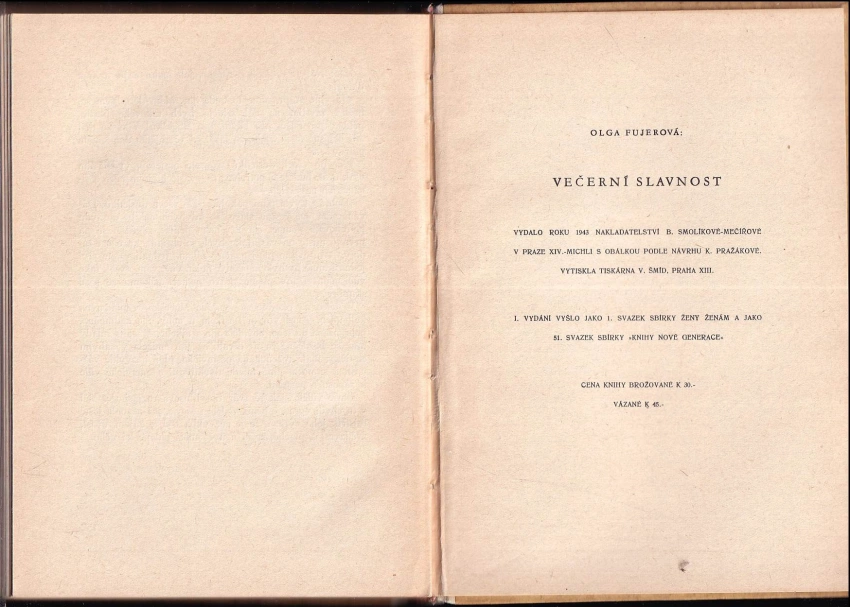 OLGA FUJEROVÁ:
VEČERNÍ SLAVNOST
VYDALO ROKU 1943 NAKLADATELSTVÍ B. SMOLÍKOVÉ-MEČÍŘOVÉ
V PRAZE XIV.-MICHLI S OBÁLKOU PODLE NÁVRHU K. PRAŽÁKOVÉ.
VYTISKLA TISKÁRNA V. ŠMÍD, PRAHA XIII.
I. VYDÁNÍ VYŠLO JAKO 1. SVAZEK SBÍRKY ŽENY ŽENÁM A JAKO
51. SVAZEK SBÍRKY »KNIHY NOVÉ GENERACE«
CENA KNIHY BROŽOVANÉ K 30.-
VÁZANÉ K 45.-